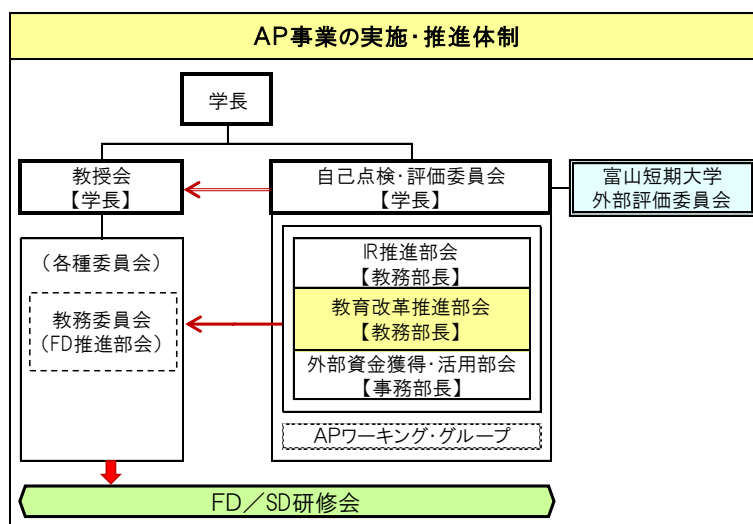 AP事業の実施・推進体制
学長
教授会
【学長】
自己点検・評価委員会
【学長】
富山短期大学
外部評価委員会
(各種委員会)
教務委員会
(FD推進部会)
IR推進部会
【教務部長】
教育改革推進部会
【教務部長】
外部資金獲得・活用部会
【事務部長】
APワーキング・グループ
FD/SD研修会